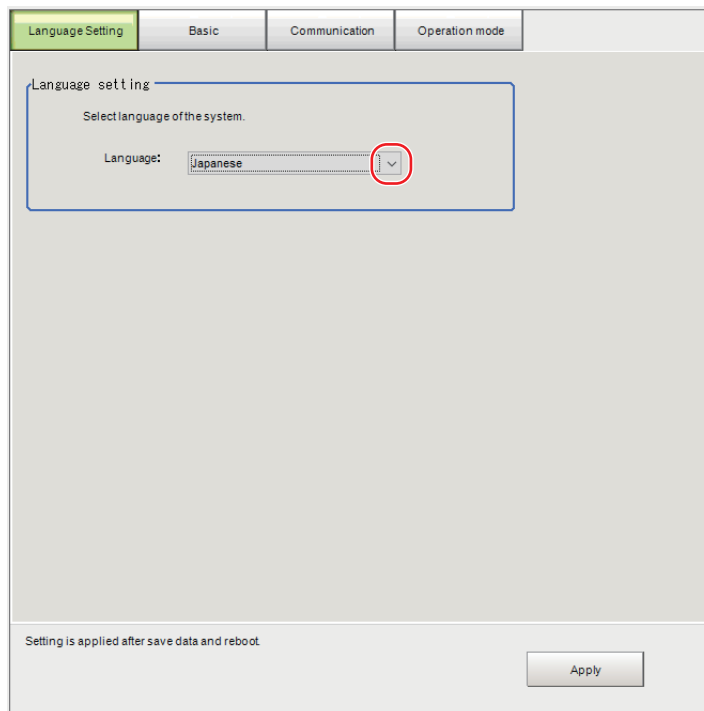 Language Setting Basic Communication Operation mode
Language setting
Select language of the system.
Language: Japanese
Setting is applied after save data and reboot.
Apply